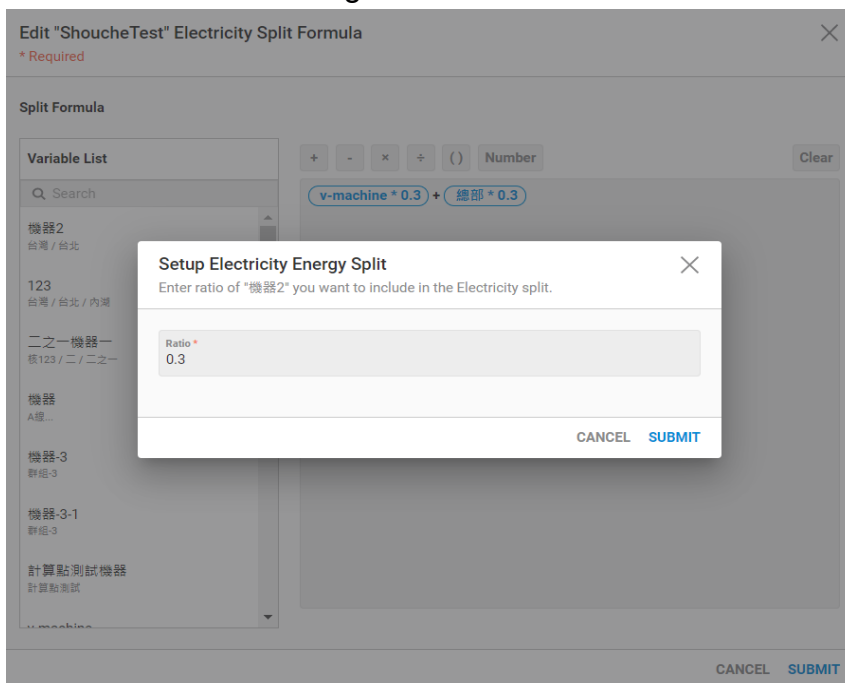 Edit "ShoucheTest" Electricity Split Formula
* Required
Split Formula
Variable List
+ - × ÷ ( ) Number Clear
Search
v-machine * 0.3 + 總部 * 0.3
機器2
台灣 / 台北
123
台灣 / 台北 / 內湖
二之一機器一
核123 / 二 / 二之一
機器
A線...
機器-3
群組-3
機器-3-1
群組-3
計算點測試機器
計算點測試
v-machine
Setup Electricity Energy Split
Enter ratio of "機器2" you want to include in the Electricity split.
Ratio *
0.3
CANCEL SUBMIT
CANCEL SUBMIT